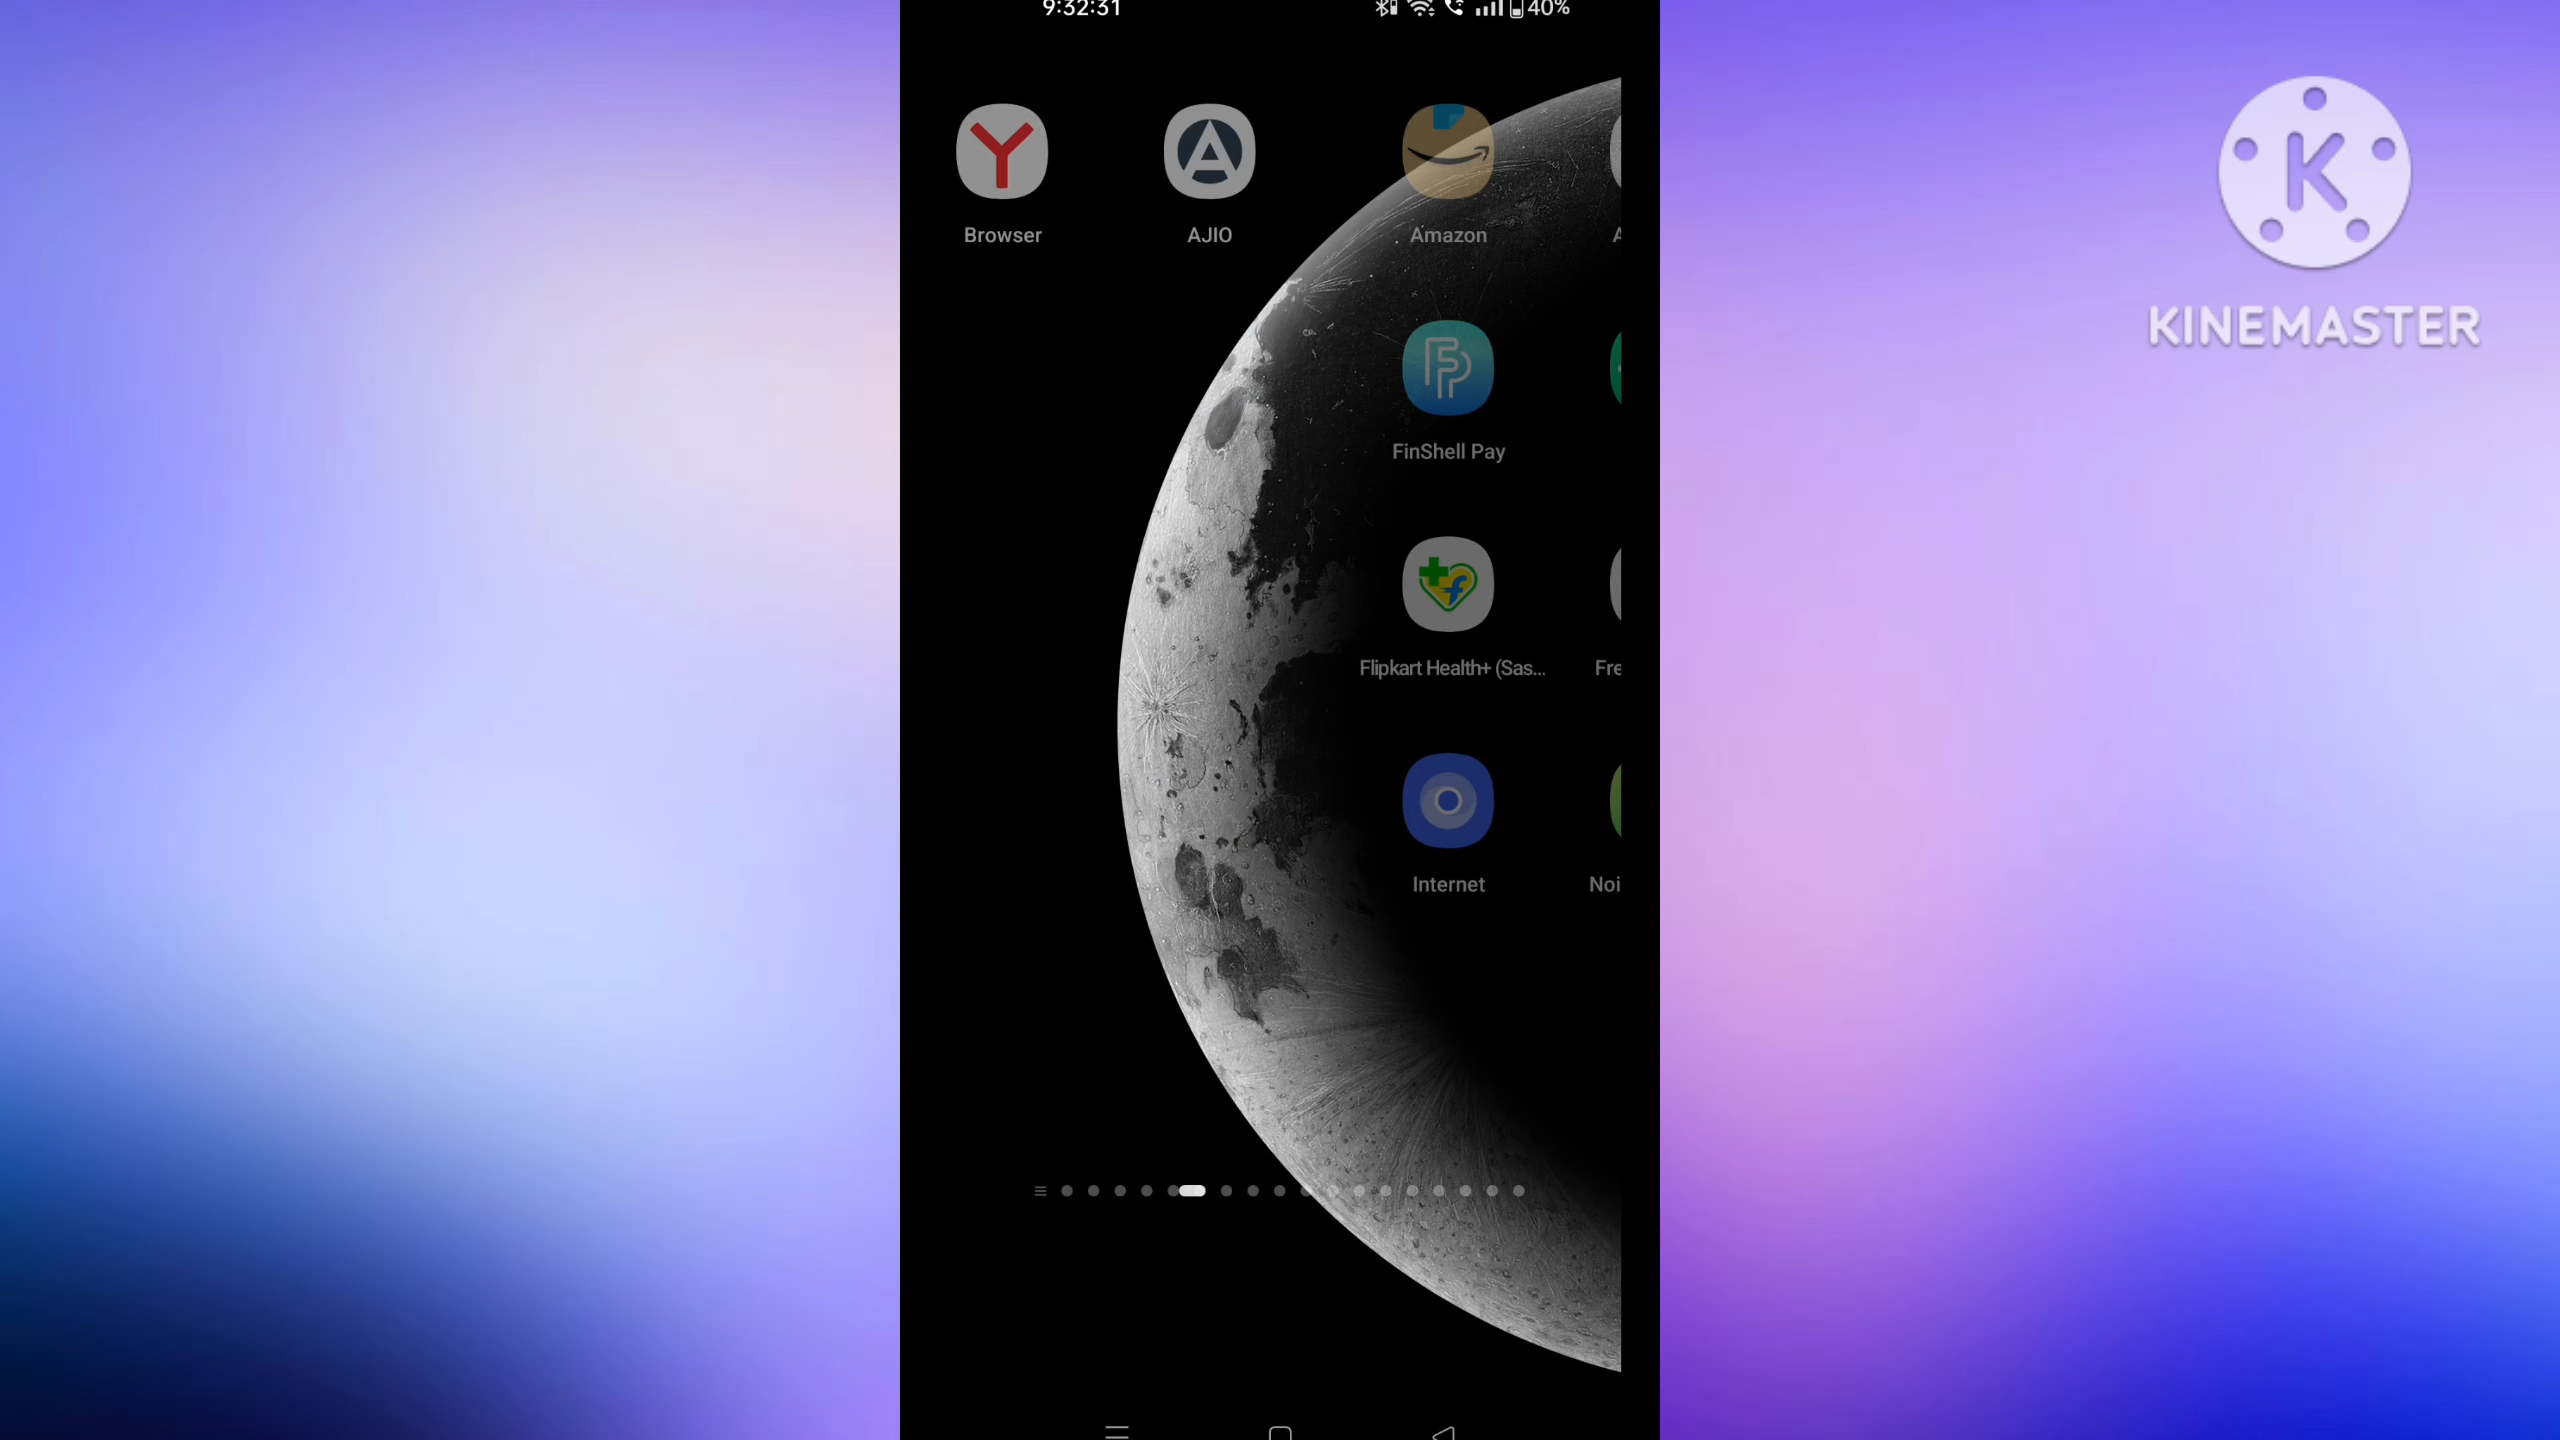 9:32:31 40%
Browser AJIO Amazon A
FinShell Pay
Flipkart Health+ (Sas... Fre
Internet Noi
K
KINEMASTER